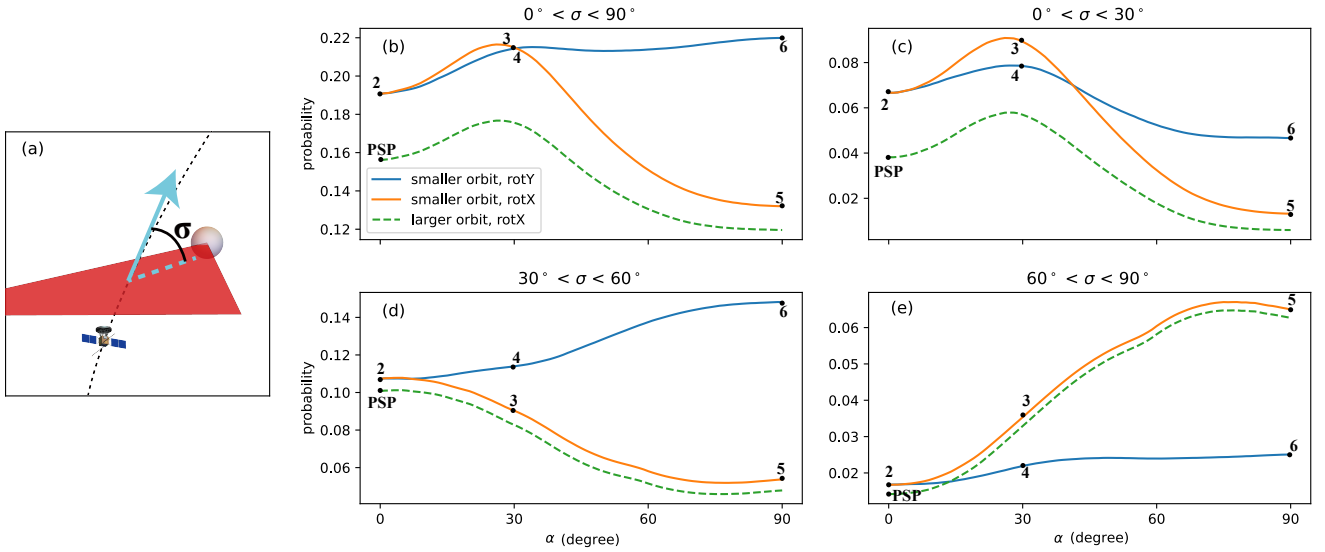 (a)
σ
0° < σ < 90°
(b)
probability
0.22
0.20
0.18
0.16
0.14
0.12
2
3
4
6
PSP
5
smaller orbit, rotY
smaller orbit, rotX
larger orbit, rotX
0° < σ < 30°
(c)
0.08
0.06
0.04
0.02
2
3
4
6
PSP
5
30° < σ < 60°
(d)
probability
0.14
0.12
0.10
0.08
0.06
2
PSP
4
3
6
5
0
30
60
90
α (degree)
60° < σ < 90°
(e)
0.06
0.05
0.04
0.03
0.02
2
PSP
3
4
5
6
0
30
60
90
α (degree)